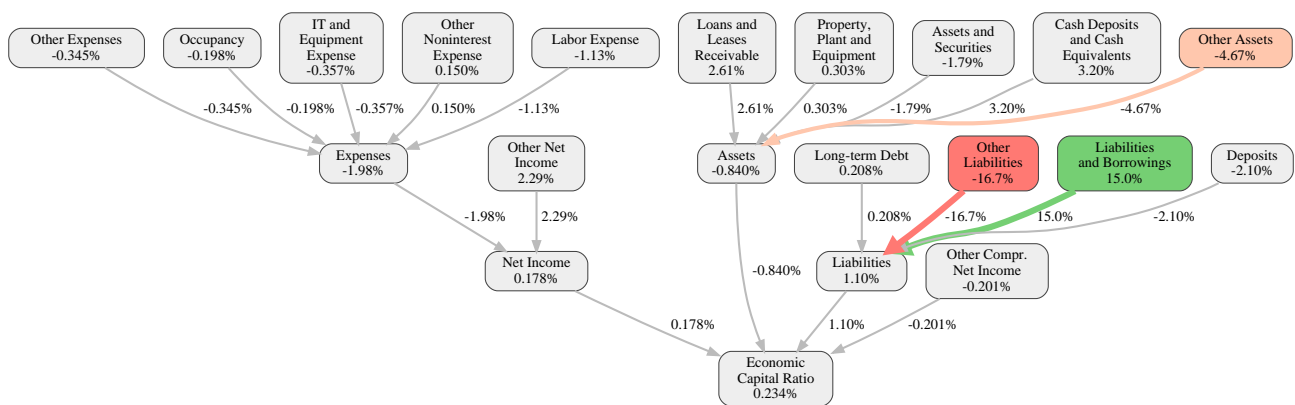 Other Expenses
-0.345%
Occupancy
-0.198%
IT and
Equipment
Expense
-0.357%
Other
Noninterest
Expense
0.150%
Labor Expense
-1.13%
Loans and
Leases
Receivable
2.61%
Property,
Plant and
Equipment
0.303%
Assets and
Securities
-1.79%
Cash Deposits
and Cash
Equivalents
3.20%
Other Assets
-4.67%
-0.345%
-0.198%
-0.357%
0.150%
-1.13%
2.61%
0.303%
-1.79%
3.20%
-4.67%
Expenses
-1.98%
Other Net
Income
2.29%
Assets
-0.840%
Long-term Debt
0.208%
Other
Liabilities
-16.7%
Liabilities
and Borrowings
15.0%
Deposits
-2.10%
-1.98%
2.29%
0.208%
-16.7%
15.0%
-2.10%
Net Income
0.178%
-0.840%
Liabilities
1.10%
Other Compr.
Net Income
-0.201%
0.178%
1.10%
-0.201%
Economic
Capital Ratio
0.234%